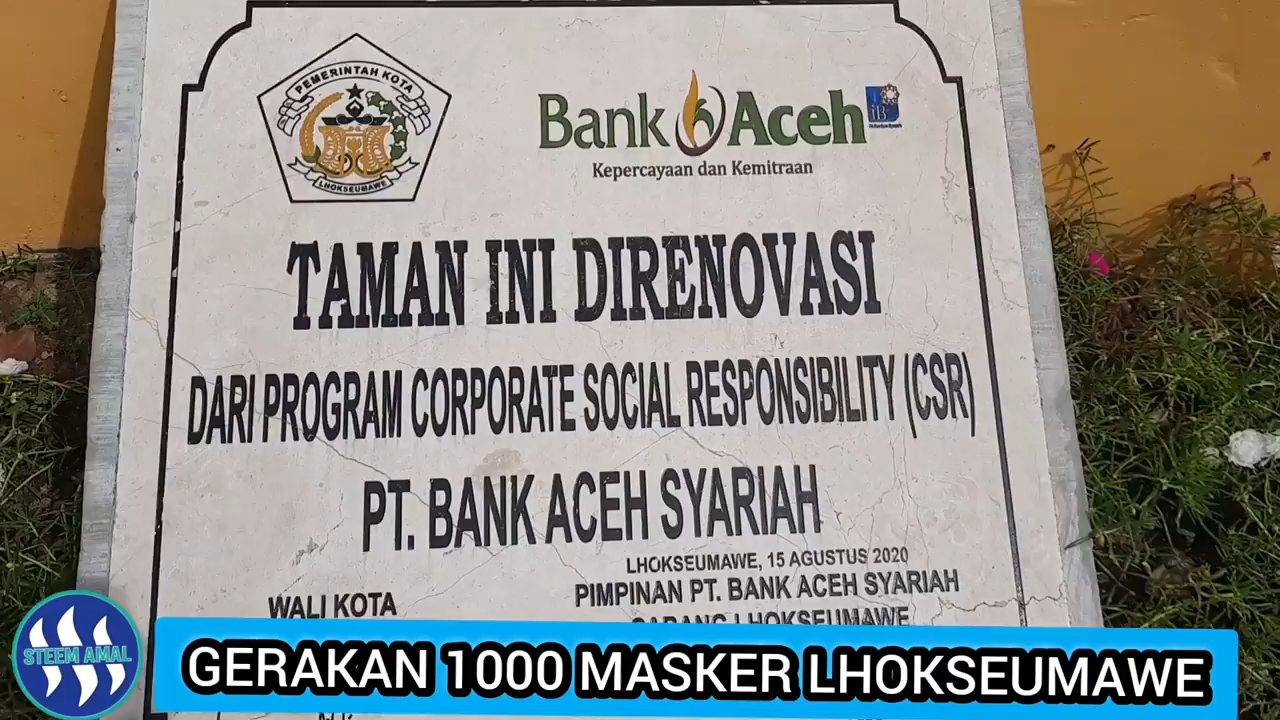 PEMERINTAH KOTA
LHOKSEUMAWE
Bank Aceh
iB
Kepercayaan dan Kemitraan
TAMAN INI DIRENOVASI
DARI PROGRAM CORPORATE SOCIAL RESPONSIBILITY (CSR)
PT. BANK ACEH SYARIAH
LHOKSEUMAWE, 15 AGUSTUS 2020
WALI KOTA
PIMPINAN PT. BANK ACEH SYARIAH
CABANG LHOKSEUMAWE
STEEM AMAL
GERAKAN 1000 MASKER LHOKSEUMAWE